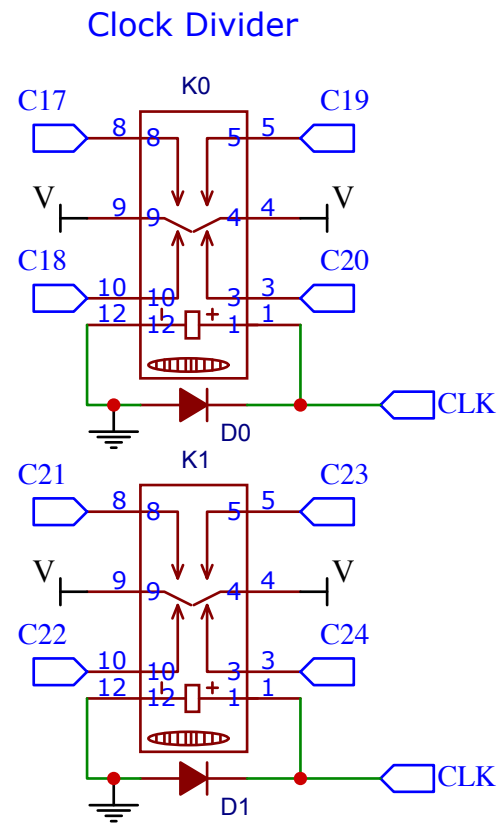 Clock Divider
K0
C17 C19
8 8 5 5
V V
9 9 4 4
C18 C20
10 10 3 3
12 12 - + 1 1
D0 CLK
K1
C21 C23
8 8 5 5
V V
9 9 4 4
C22 C24
10 10 3 3
12 12 - + 1 1
D1 CLK